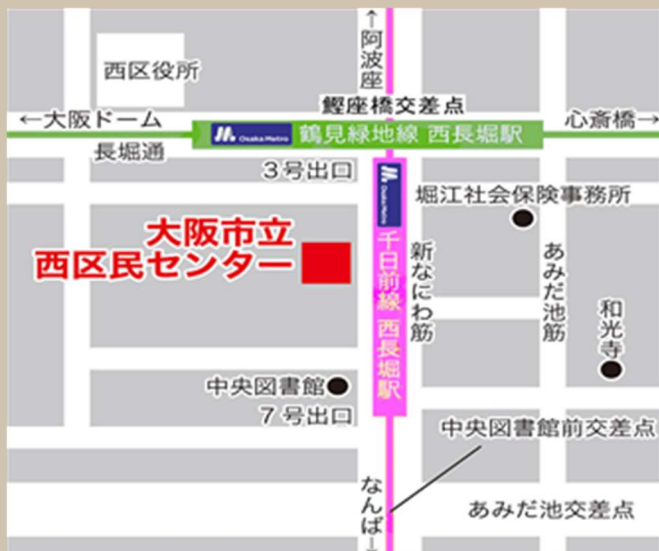 ↑阿波座
西区役所
鰹座橋交差点
←大阪ドーム
心斎橋→
Osaka Metro 鶴見緑地線 西長堀駅
長堀通
3号出口
堀江社会保険事務所
大阪市立
西区民センター
Osaka Metro 千日前線 西長堀駅
新なにわ筋
あみだ池筋
和光寺
中央図書館
7号出口
中央図書館前交差点
なんば→
あみだ池交差点